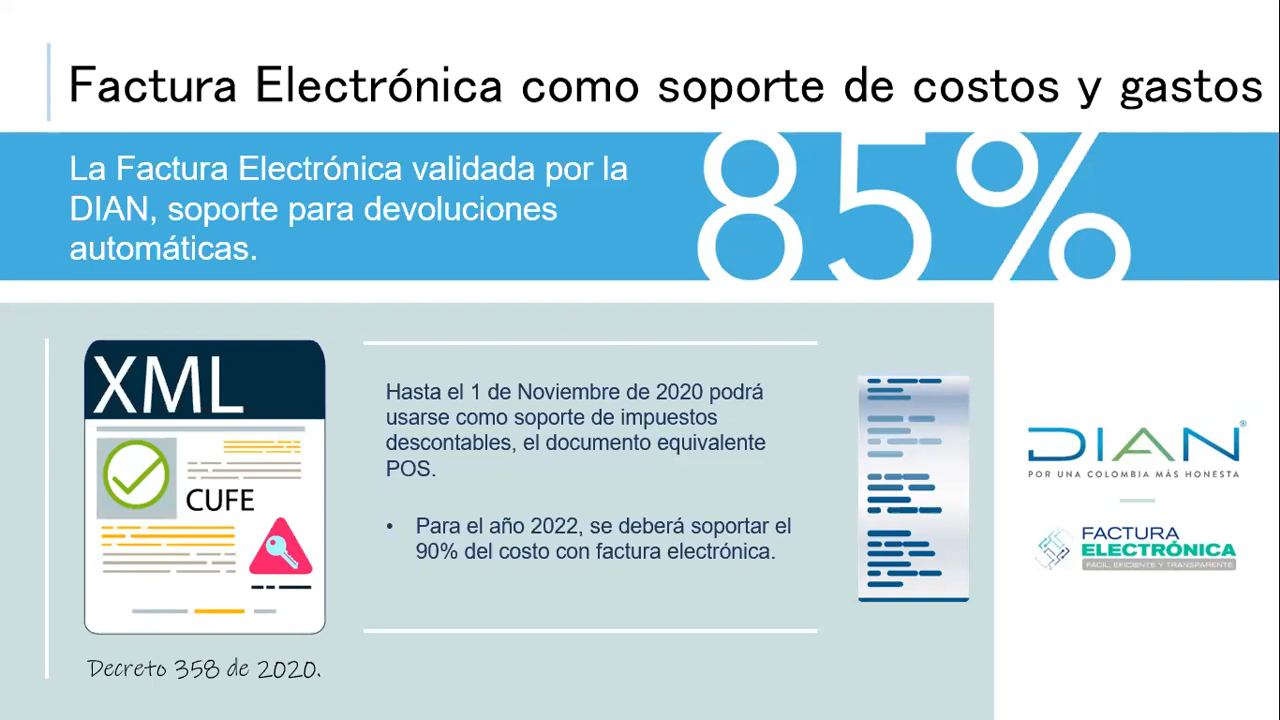 Factura Electrónica como soporte de costos y gastos
La Factura Electrónica validada por la
DIAN, soporte para devoluciones
automáticas.
85%
XML
CUFE
Decreto 358 de 2020.
Hasta el 1 de Noviembre de 2020 podrá
usarse como soporte de impuestos
descontables, el documento equivalente
POS.
• Para el año 2022, se deberá soportar el
90% del costo con factura electrónica.
DIAN®
POR UNA COLOMBIA MÁS HONESTA
FACTURA
ELECTRÓNICA
FÁCIL, EFICIENTE Y TRANSPARENTE